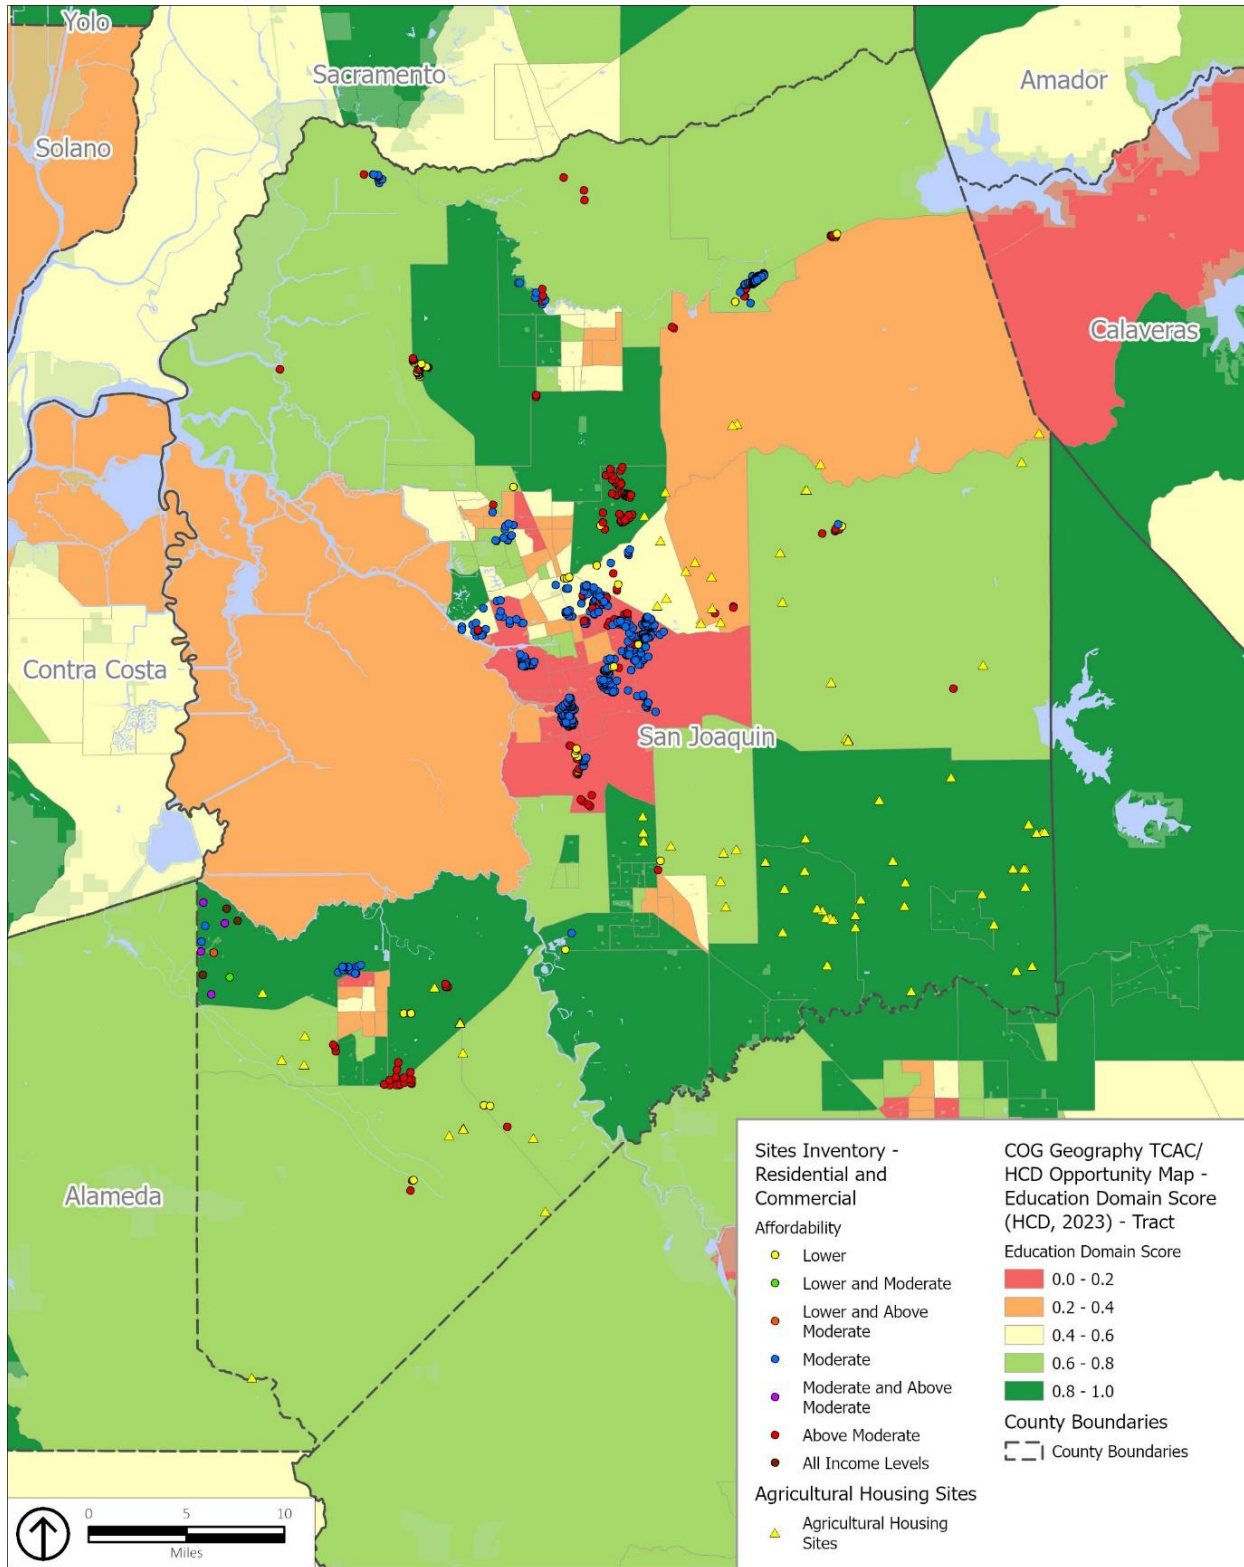 Yolo
Sacramento
Amador
Solano
Calaveras
Contra Costa
San Joaquin
Alameda
Sites Inventory -
Residential and
Commercial
Affordability
Lower
Lower and Moderate
Lower and Above
Moderate
Moderate
Moderate and Above
Moderate
Above Moderate
All Income Levels
Agricultural Housing Sites
Agricultural Housing
Sites
COG Geography TCAC/
HCD Opportunity Map -
Education Domain Score
(HCD, 2023) - Tract
Education Domain Score
0.0 - 0.2
0.2 - 0.4
0.4 - 0.6
0.6 - 0.8
0.8 - 1.0
County Boundaries
County Boundaries
0 5 10
Miles